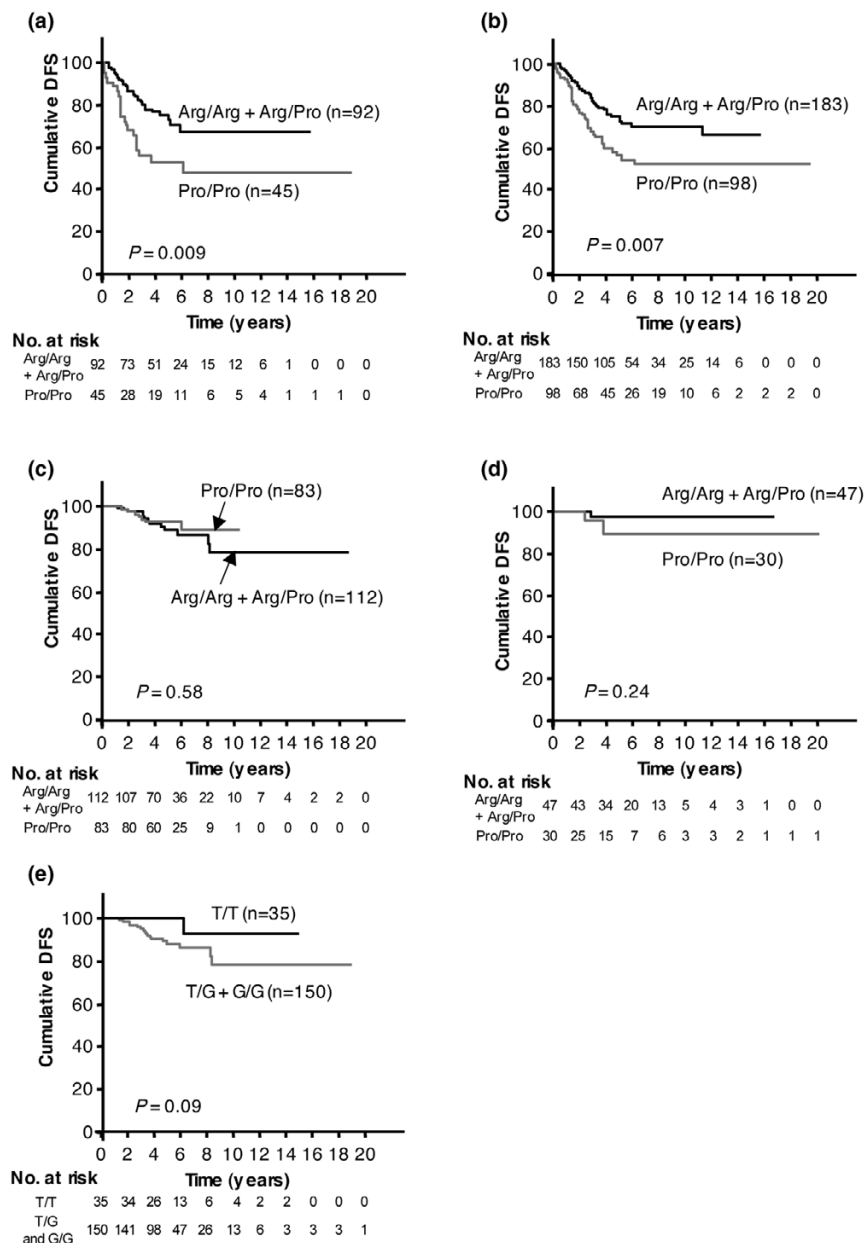 (a)
Cumulative DFS
100
80
60
40
20
0
Arg/Arg + Arg/Pro (n=92)
Pro/Pro (n=45)
P = 0.009
0 2 4 6 8 10 12 14 16 18 20
Time (years)
No. at risk
Arg/Arg
+ Arg/Pro
92 73 51 24 15 12 6 1 0 0 0
Pro/Pro 45 28 19 11 6 5 4 1 1 1 0
(b)
Cumulative DFS
100
80
60
40
20
0
Arg/Arg + Arg/Pro (n=183)
Pro/Pro (n=98)
P = 0.007
0 2 4 6 8 10 12 14 16 18 20
Time (years)
No. at risk
Arg/Arg
+ Arg/Pro
183 150 105 54 34 25 14 6 0 0 0
Pro/Pro 98 68 45 26 19 10 6 2 2 2 0
(c)
Cumulative DFS
100
80
60
40
20
0
Pro/Pro (n=83)
Arg/Arg + Arg/Pro (n=112)
P = 0.58
0 2 4 6 8 10 12 14 16 18 20
Time (years)
No. at risk
Arg/Arg
+ Arg/Pro
112 107 70 36 22 10 7 4 2 2 0
Pro/Pro 83 80 60 25 9 1 0 0 0 0 0
(d)
Cumulative DFS
100
80
60
40
20
0
Arg/Arg + Arg/Pro (n=47)
Pro/Pro (n=30)
P = 0.24
0 2 4 6 8 10 12 14 16 18 20
Time (years)
No. at risk
Arg/Arg
+ Arg/Pro
47 43 34 20 13 5 4 3 1 0 0
Pro/Pro 30 25 15 7 6 3 3 2 1 1 1
(e)
Cumulative DFS
100
80
60
40
20
0
T/T (n=35)
T/G + G/G (n=150)
P = 0.09
0 2 4 6 8 10 12 14 16 18 20
Time (years)
No. at risk
T/T 35 34 26 13 6 4 2 2 0 0 0
T/G
and G/G
150 141 98 47 26 13 6 3 3 3 1